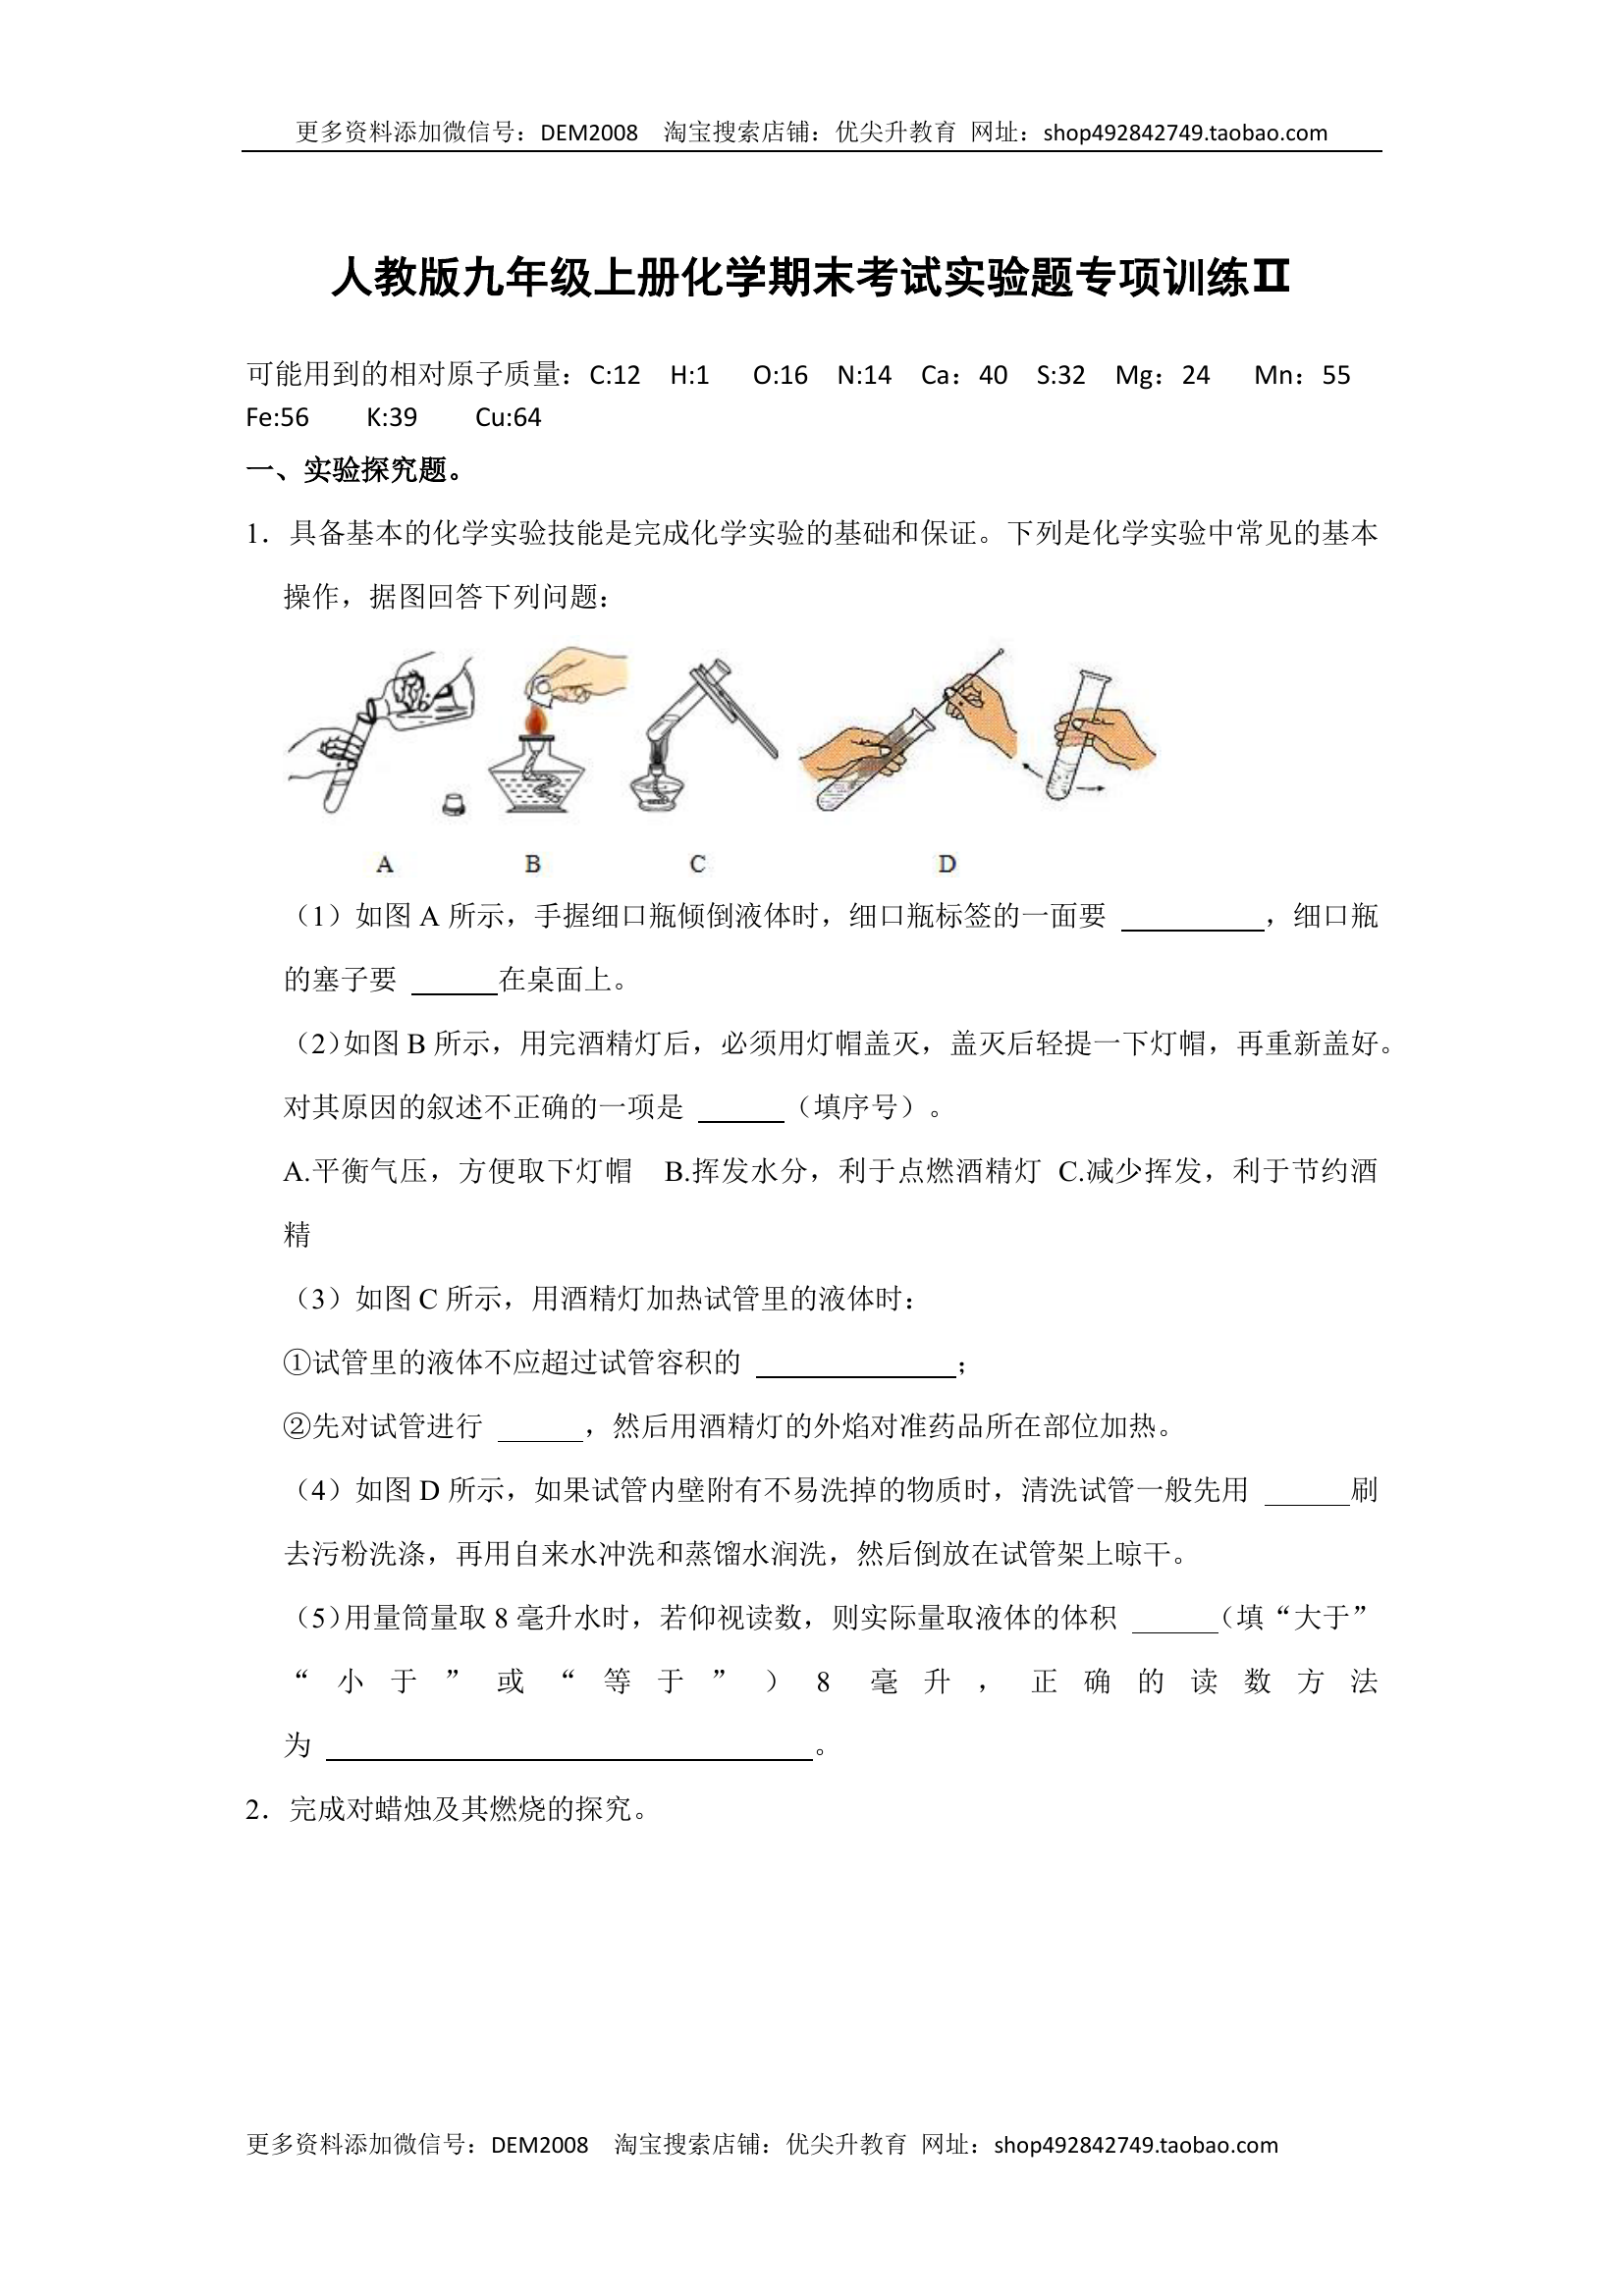 更多资料添加微信号：DEM2008 淘宝搜索店铺：优尖升教育 网址：shop492842749.taobao.com
人教版九年级上册化学期末考试实验题专项训练Ⅱ
可能用到的相对原子质量：C:12 H:1 O:16 N:14 Ca：40 S:32 Mg：24 Mn：55
Fe:56 K:39 Cu:64
一、实验探究题。
1．具备基本的化学实验技能是完成化学实验的基础和保证。下列是化学实验中常见的基本
操作，据图回答下列问题：
A B C D
（1）如图 A 所示，手握细口瓶倾倒液体时，细口瓶标签的一面要 __________，细口瓶
的塞子要 ______在桌面上。
（2）如图 B 所示，用完酒精灯后，必须用灯帽盖灭，盖灭后轻提一下灯帽，再重新盖好。
对其原因的叙述不正确的一项是 ______（填序号）。
A.平衡气压，方便取下灯帽 B.挥发水分，利于点燃酒精灯 C.减少挥发，利于节约酒
精
（3）如图 C 所示，用酒精灯加热试管里的液体时：
①试管里的液体不应超过试管容积的 ______________；
②先对试管进行 ______，然后用酒精灯的外焰对准药品所在部位加热。
（4）如图 D 所示，如果试管内壁附有不易洗掉的物质时，清洗试管一般先用 ______刷
去污粉洗涤，再用自来水冲洗和蒸馏水润洗，然后倒放在试管架上晾干。
（5）用量筒量取 8 毫升水时，若仰视读数，则实际量取液体的体积 ______（填“大于”
“小于”或“等于”）8 毫升，正确的读数方法
为 __________________________________。
2．完成对蜡烛及其燃烧的探究。
更多资料添加微信号：DEM2008 淘宝搜索店铺：优尖升教育 网址：shop492842749.taobao.com